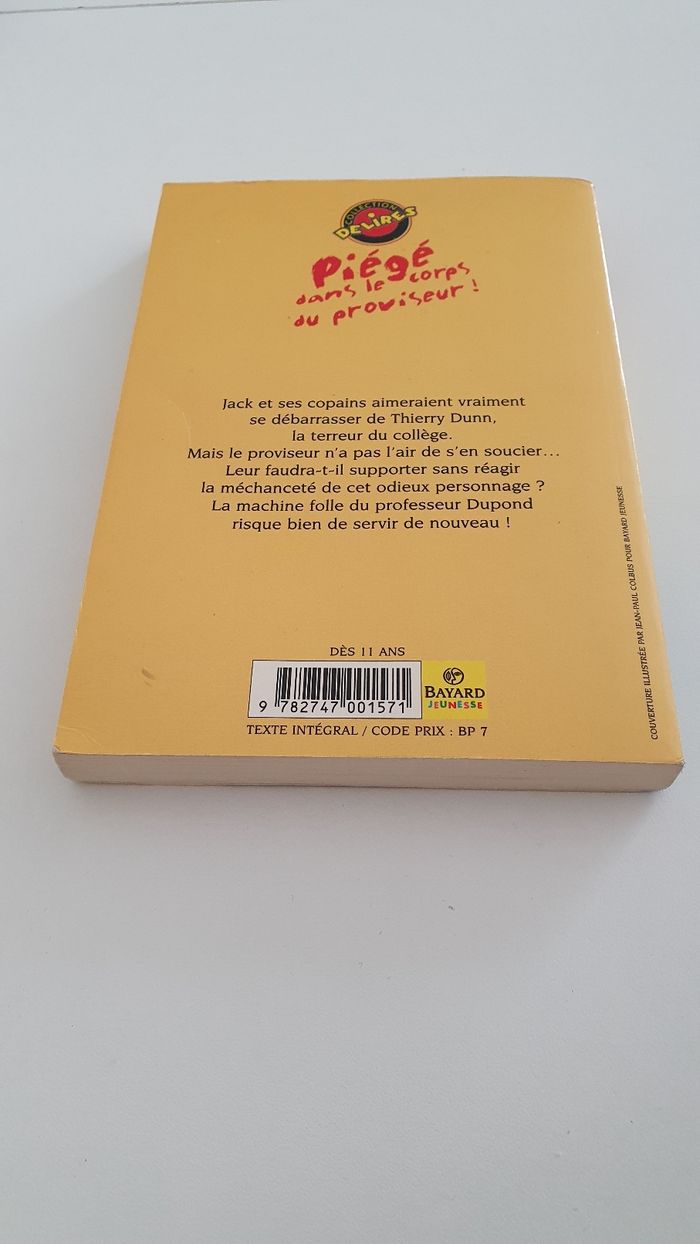 COLLECTION
DELIRES
Piégé
dans le corps
du proviseur !
Jack et ses copains aimeraient vraiment
se débarrasser de Thierry Dunn,
la terreur du collège.
Mais le proviseur n'a pas l'air de s'en soucier...
Leur faudra-t-il supporter sans réagir
la méchanceté de cet odieux personnage ?
La machine folle du professeur Dupond
risque bien de servir de nouveau !
COUVERTURE ILLUSTRÉE PAR JEAN-PAUL COLBUS POUR BAYARD JEUNESSE
DÈS 11 ANS
9 782747 001571
BAYARD
JEUNESSE
TEXTE INTÉGRAL / CODE PRIX : BP 7